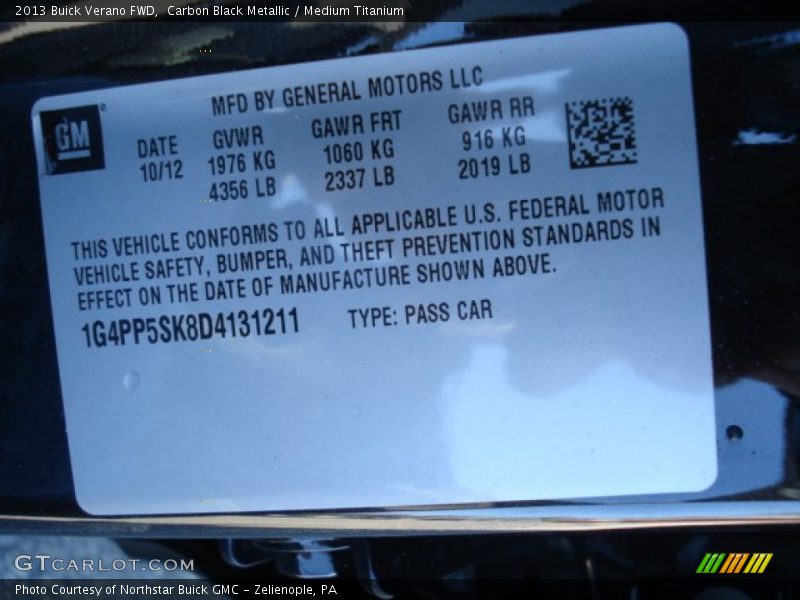 2013 Buick Verano FWD, Carbon Black Metallic / Medium Titanium
MFD BY GENERAL MOTORS LLC
GM
DATE GVWR GAWR FRT GAWR RR
10/12 1976 KG 1060 KG 916 KG
4356 LB 2337 LB 2019 LB
THIS VEHICLE CONFORMS TO ALL APPLICABLE U.S. FEDERAL MOTOR
VEHICLE SAFETY, BUMPER, AND THEFT PREVENTION STANDARDS IN
EFFECT ON THE DATE OF MANUFACTURE SHOWN ABOVE.
1G4PP5SK8D4131211 TYPE: PASS CAR
GTCARLOT.COM
Photo Courtesy of Northstar Buick GMC - Zelienople, PA